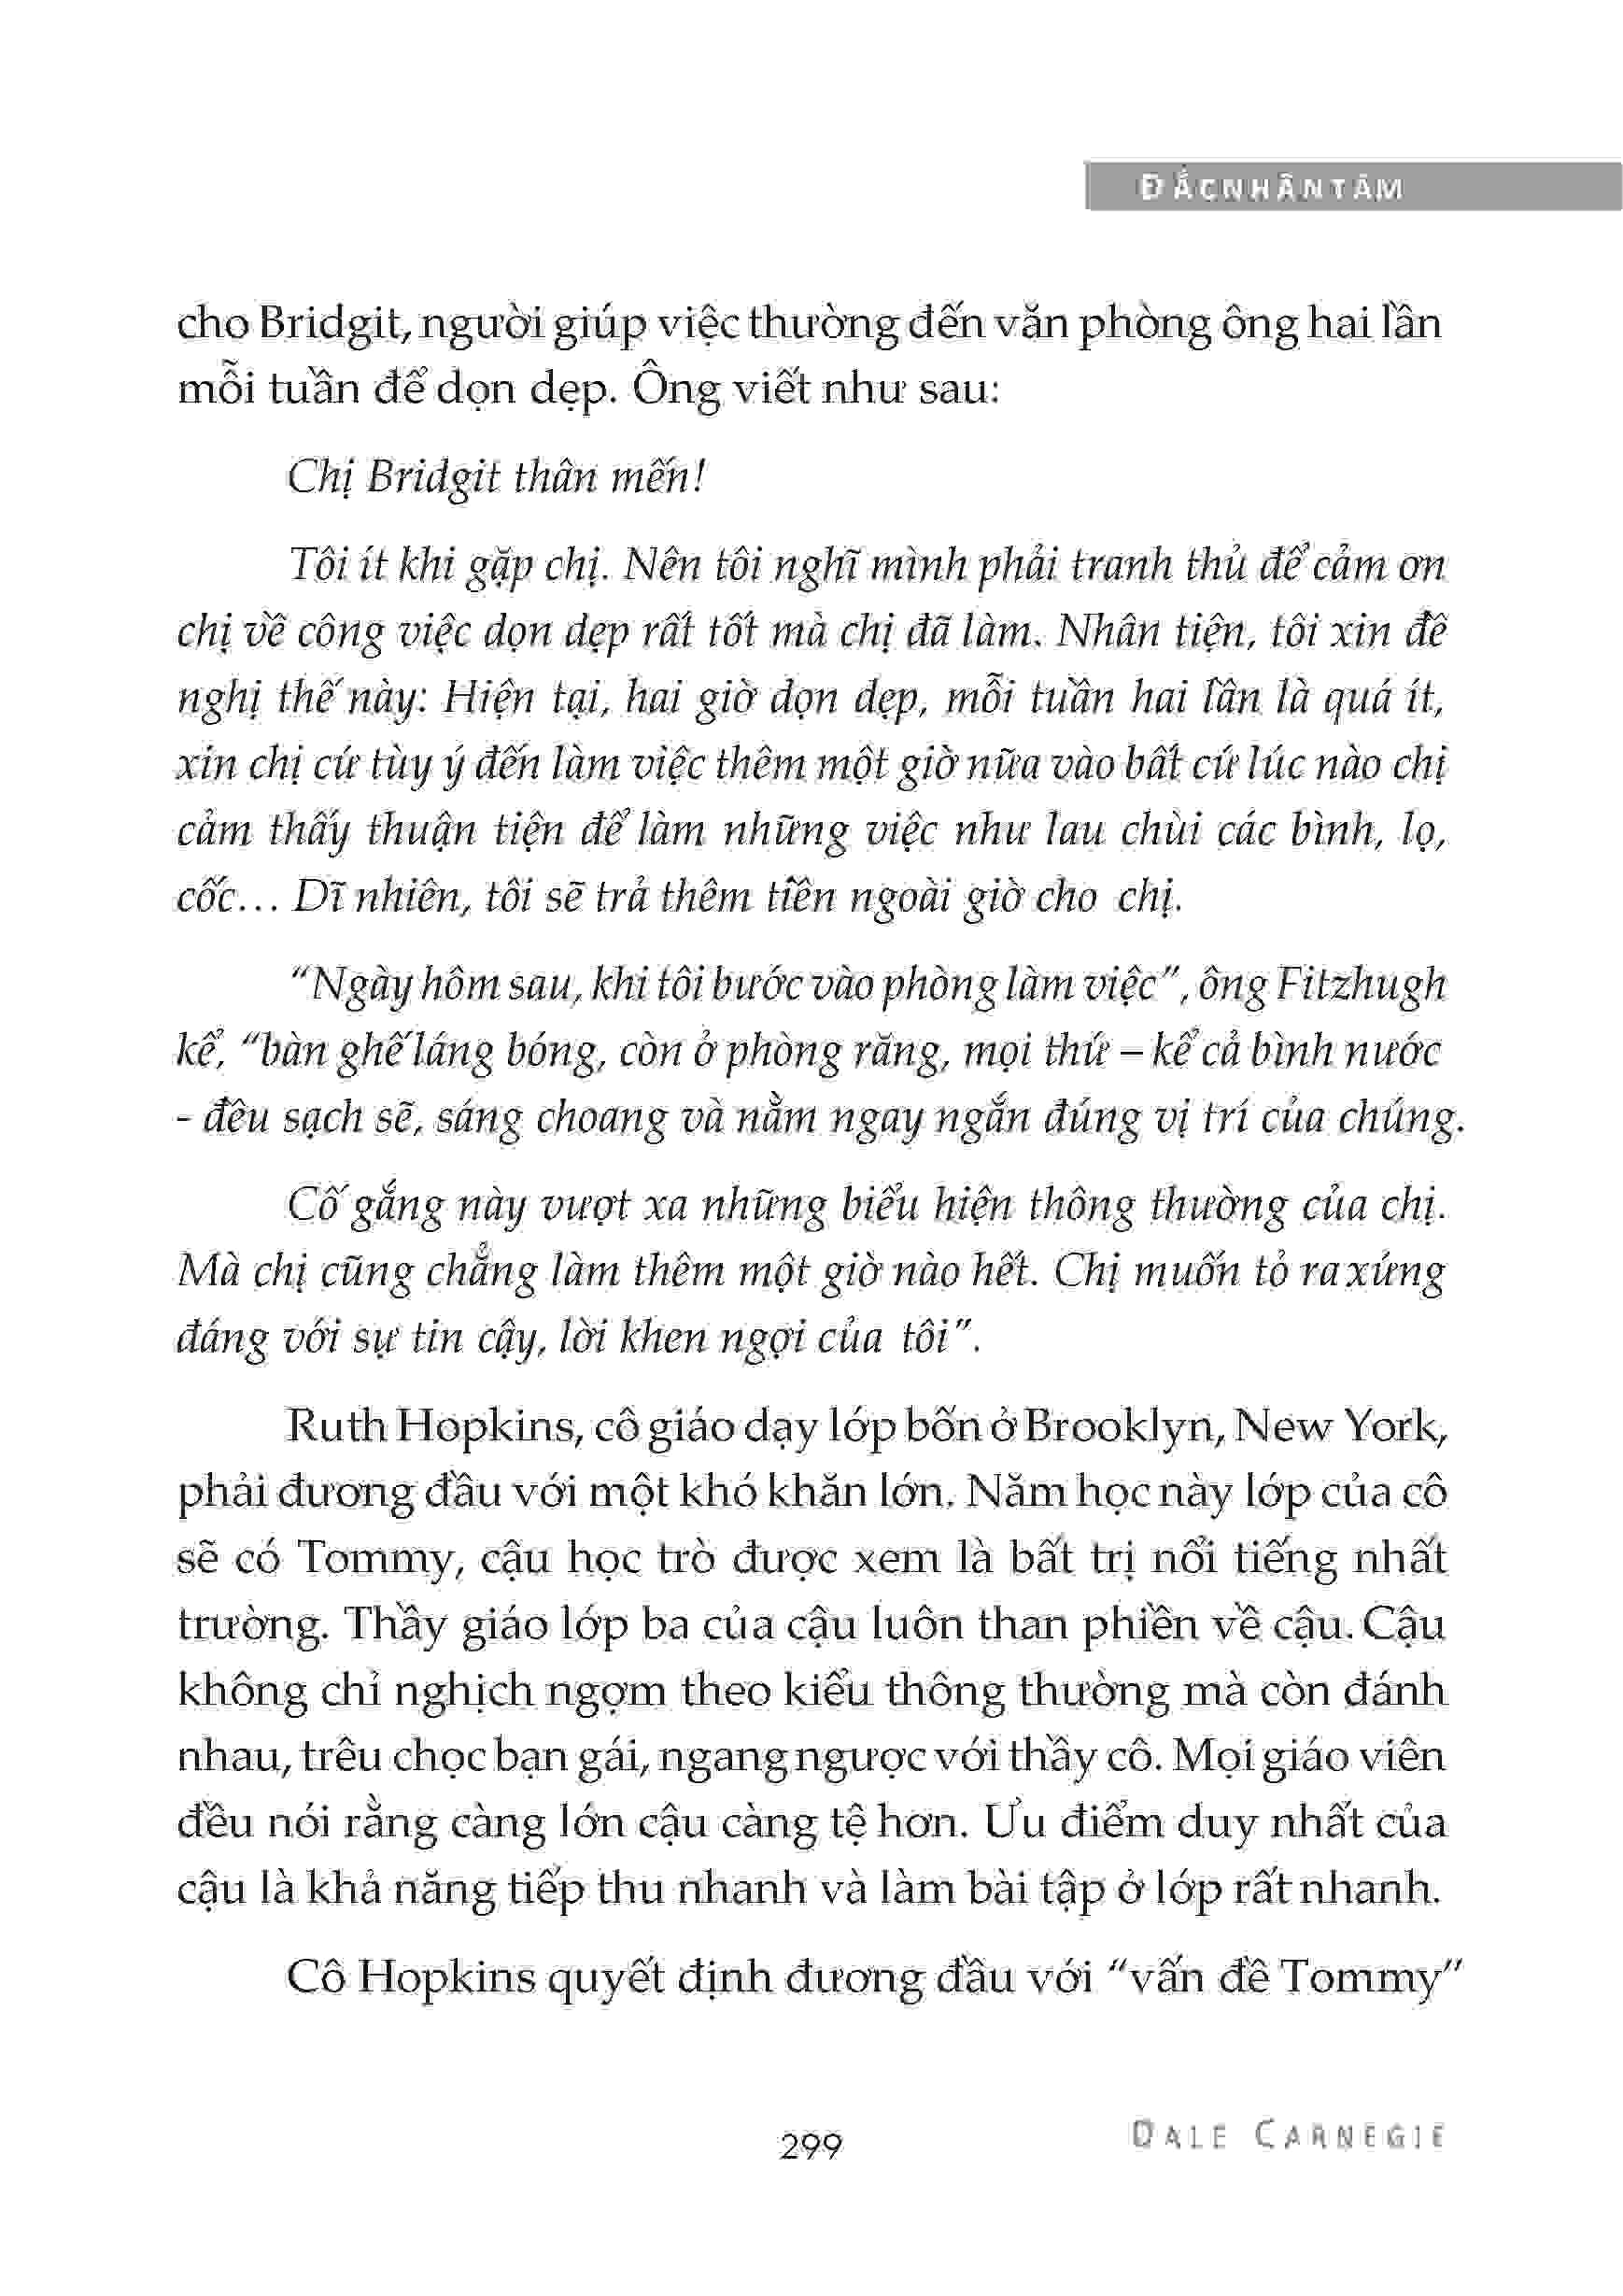 ĐẮCNHÂNTÂM
cho Bridgit, người giúp việc thường đến văn phòng ông hai lần
mỗi tuần để dọn dẹp. Ông viết như sau:
Chị Bridgit thân mến!
Tôi ít khi gặp chị. Nên tôi nghĩ mình phải tranh thủ để cảm ơn
chị về công việc dọn dẹp rất tốt mà chị đã làm. Nhân tiện, tôi xin đề
nghị thế này: Hiện tại, hai giờ dọn dẹp, mỗi tuần hai lần là quá ít,
xin chị cứ tùy ý đến làm việc thêm một giờ nữa vào bất cứ lúc nào chị
cảm thấy thuận tiện để làm những việc như lau chùi các bình, lọ,
cốc… Dĩ nhiên, tôi sẽ trả thêm tiền ngoài giờ cho chị.
“Ngày hôm sau, khi tôi bước vào phòng làm việc”, ông Fitzhugh
kể, “bàn ghế láng bóng, còn ở phòng răng, mọi thứ – kể cả bình nước
- đều sạch sẽ, sáng choang và nằm ngay ngắn đúng vị trí của chúng.
Cố gắng này vượt xa những biểu hiện thông thường của chị.
Mà chị cũng chẳng làm thêm một giờ nào hết. Chị muốn tỏ ra xứng
đáng với sự tin cậy, lời khen ngợi của tôi”.
Ruth Hopkins, cô giáo dạy lớp bốn ở Brooklyn, New York,
phải đương đầu với một khó khăn lớn. Năm học này lớp của cô
sẽ có Tommy, cậu học trò được xem là bất trị nổi tiếng nhất
trường. Thầy giáo lớp ba của cậu luôn than phiền về cậu. Cậu
không chỉ nghịch ngợm theo kiểu thông thường mà còn đánh
nhau, trêu chọc bạn gái, ngang ngược với thầy cô. Mọi giáo viên
đều nói rằng càng lớn cậu càng tệ hơn. Ưu điểm duy nhất của
cậu là khả năng tiếp thu nhanh và làm bài tập ở lớp rất nhanh.
Cô Hopkins quyết định đương đầu với “vấn đề Tommy”
299
DALE CARNEGIE